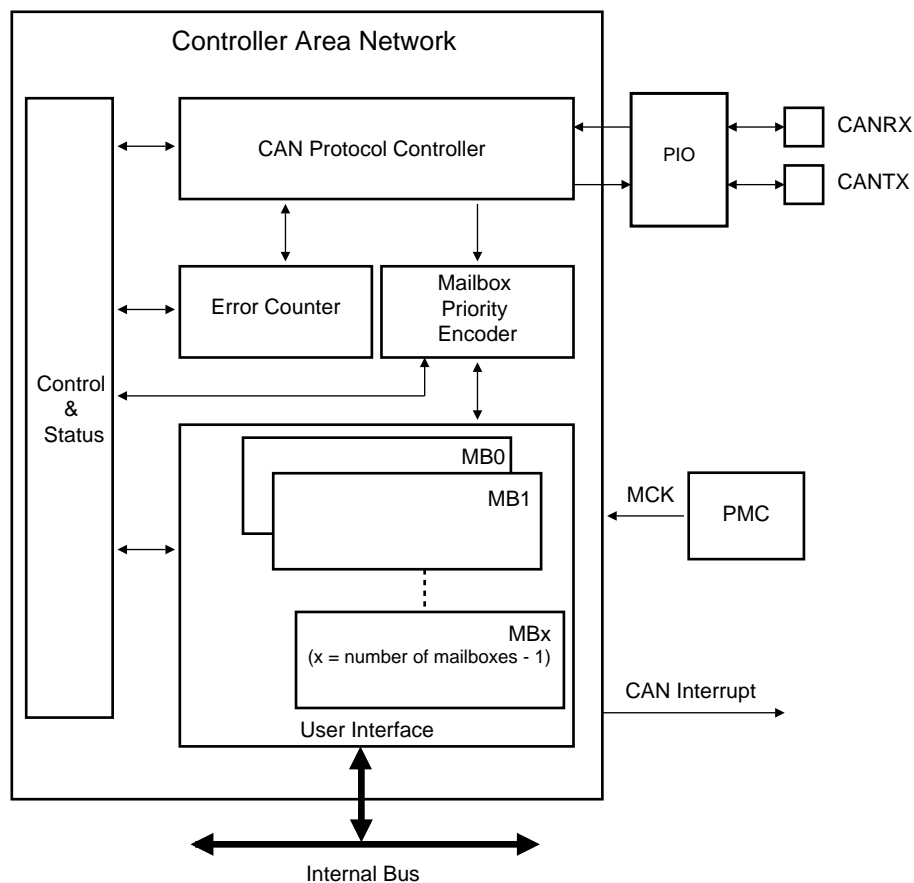 Controller Area Network
CAN Protocol Controller
PIO
CANRX
CANTX
Error Counter
Mailbox
Priority
Encoder
Control
&
Status
MB0
MB1
MCK
PMC
MBx
(x = number of mailboxes - 1)
CAN Interrupt
User Interface
Internal Bus